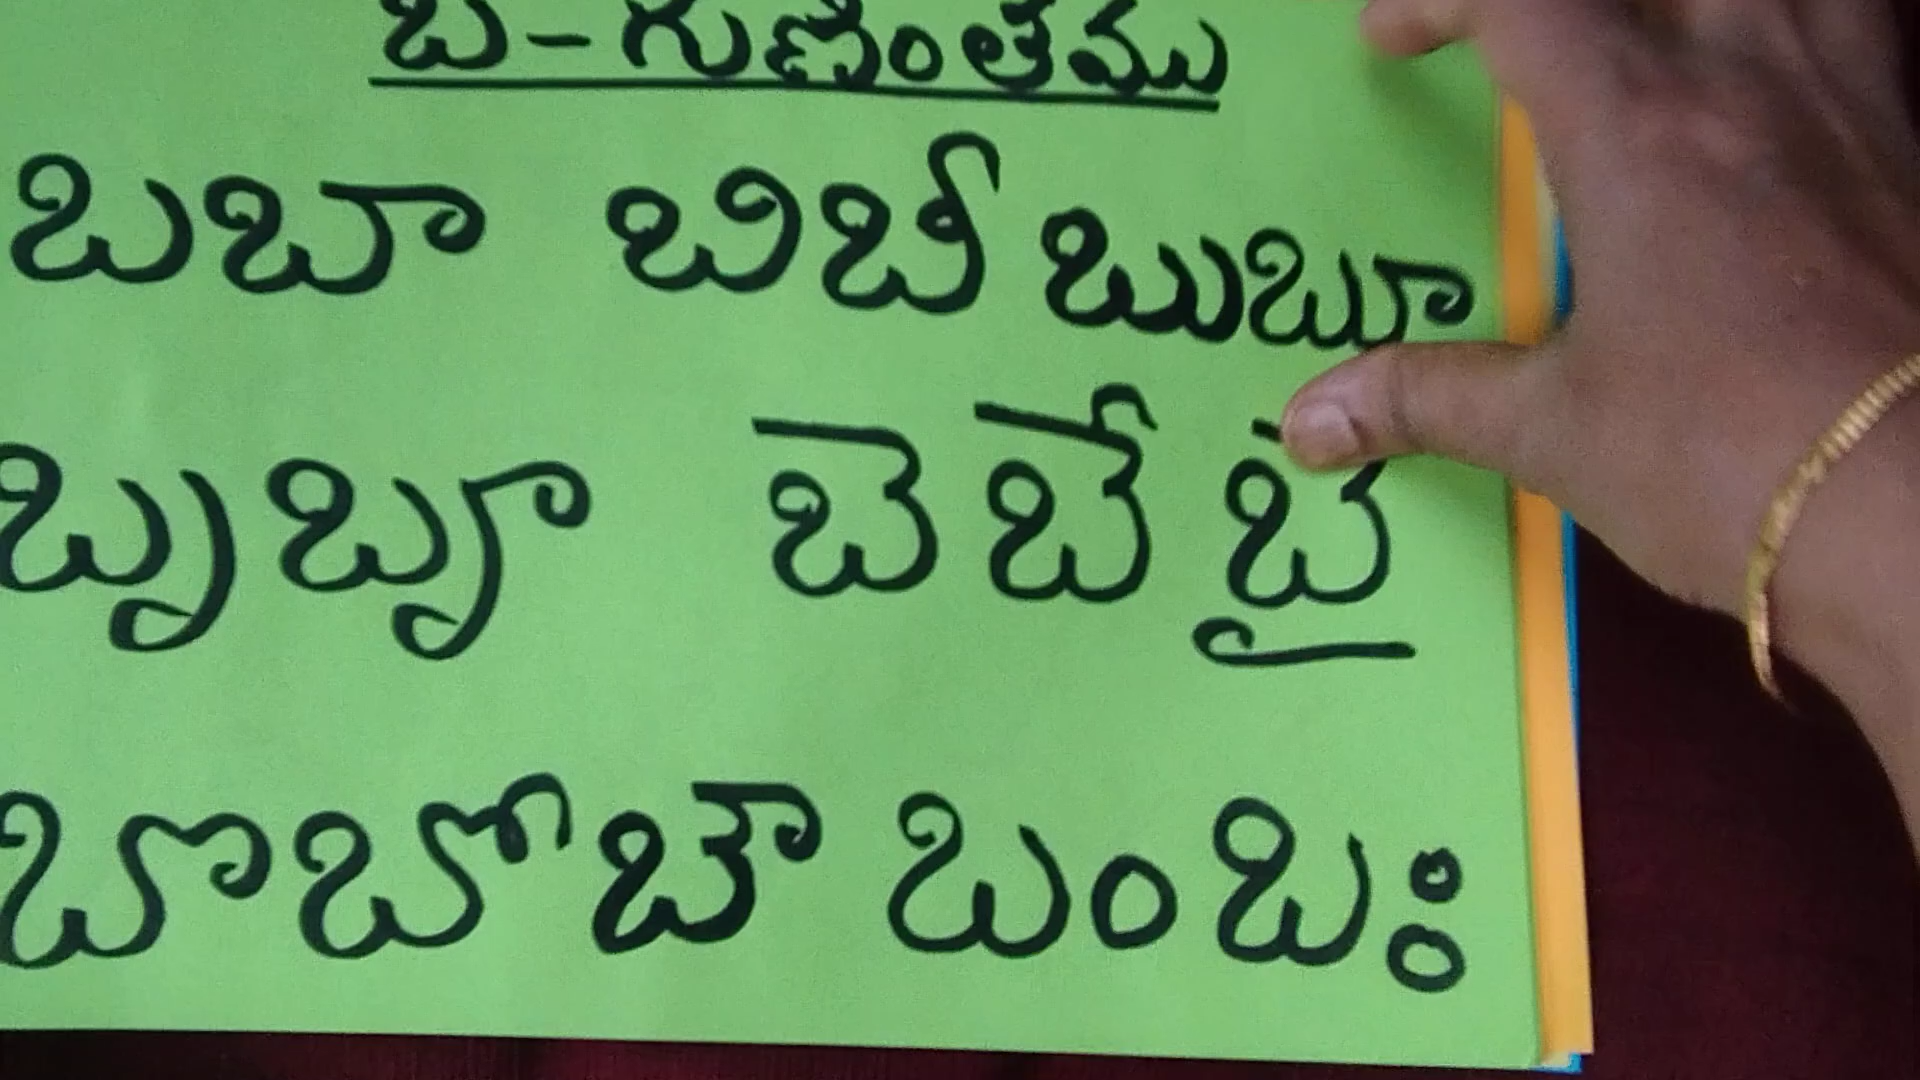 బ-గుణింతము
బ బా బి బీ బు బూ
బృ బౄ బె బే బై
బొ బో బౌ బం బః